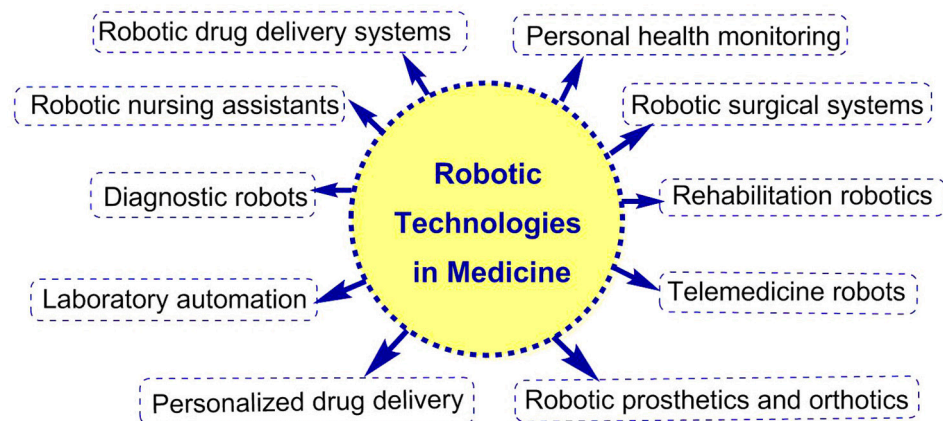 Robotic drug delivery systems
Personal health monitoring
Robotic nursing assistants
Robotic surgical systems
Diagnostic robots
Rehabilitation robotics
Robotic
Technologies
in Medicine
Laboratory automation
Telemedicine robots
Personalized drug delivery
Robotic prosthetics and orthotics